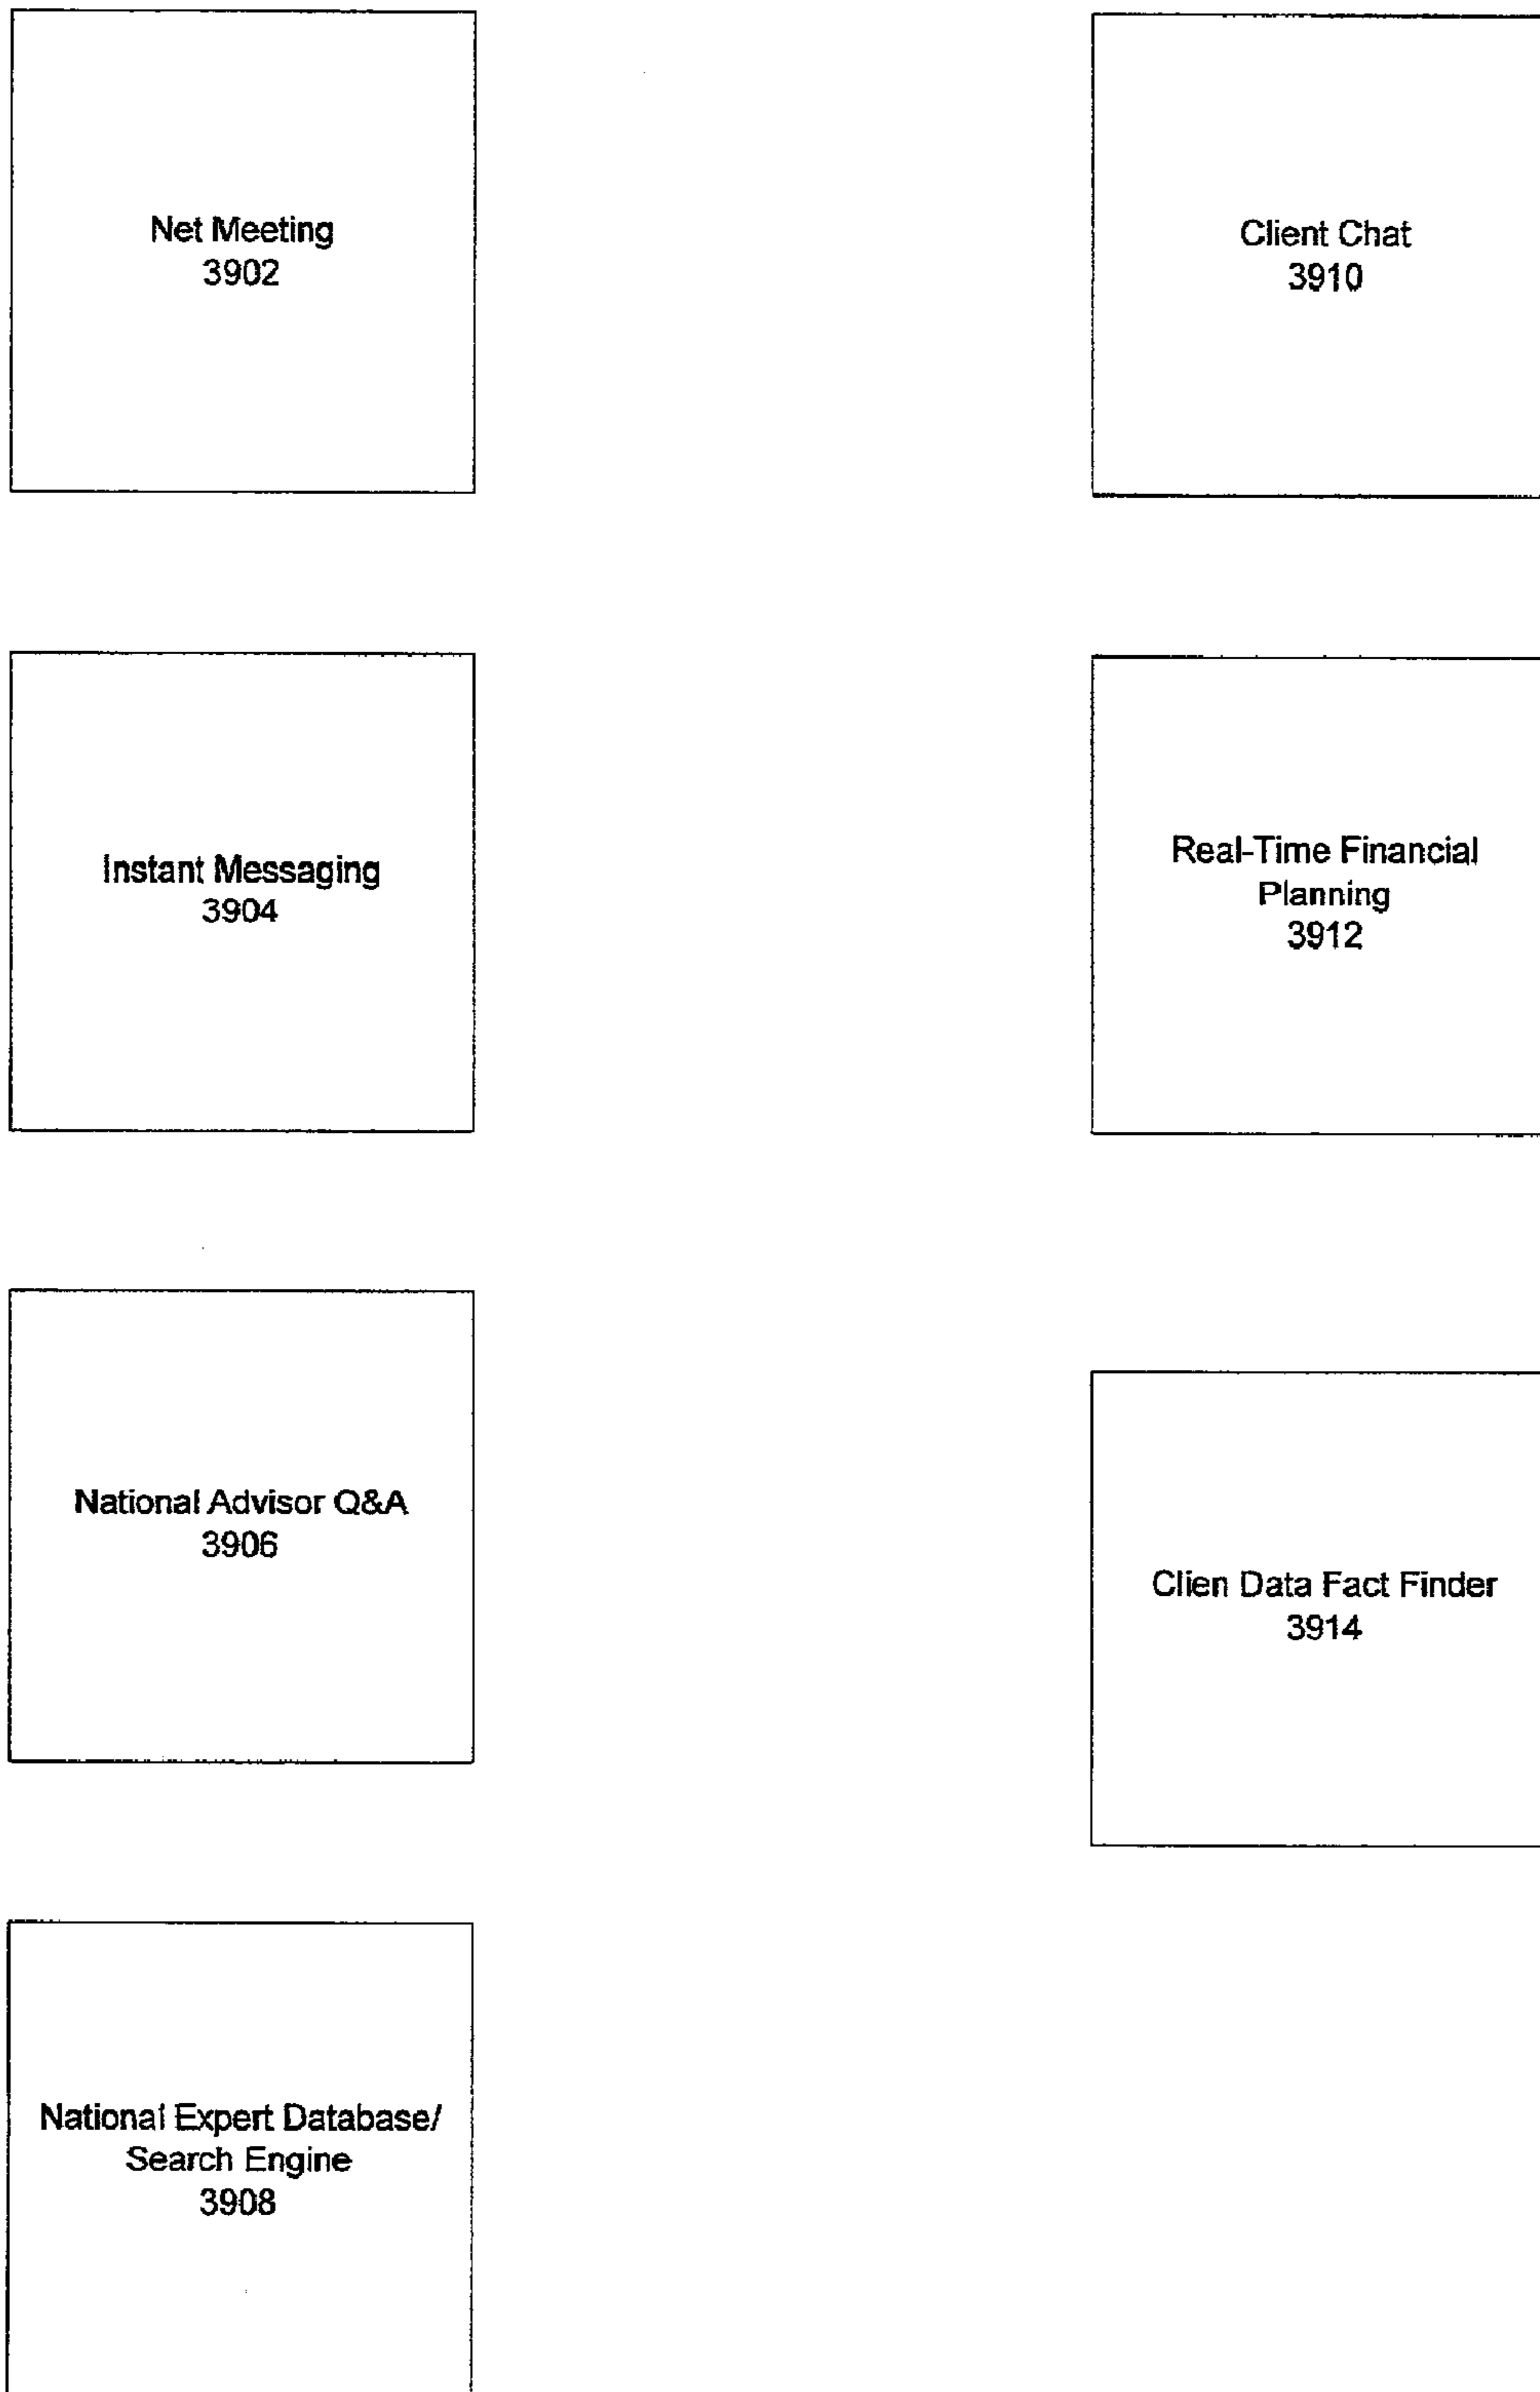 Net Meeting
3902
Instant Messaging
3904
National Advisor Q&A
3906
National Expert Database/
Search Engine
3908
Client Chat
3910
Real-Time Financial
Planning
3912
Clien Data Fact Finder
3914